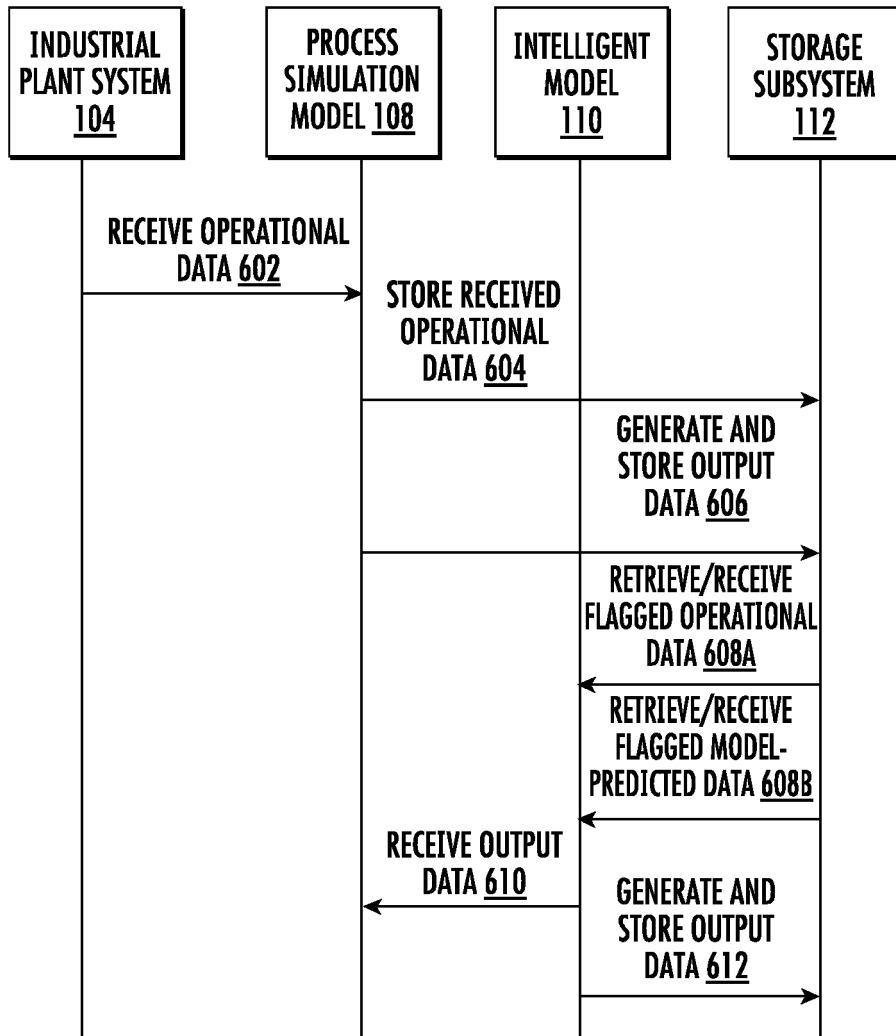 INDUSTRIAL
PLANT SYSTEM
104
PROCESS
SIMULATION
MODEL 108
INTELLIGENT
MODEL
110
STORAGE
SUBSYSTEM
112
RECEIVE OPERATIONAL
DATA 602
STORE RECEIVED
OPERATIONAL
DATA 604
GENERATE AND
STORE OUTPUT
DATA 606
RETRIEVE/RECEIVE
FLAGGED OPERATIONAL
DATA 608A
RETRIEVE/RECEIVE
FLAGGED MODEL-
PREDICTED DATA 608B
RECEIVE OUTPUT
DATA 610
GENERATE AND
STORE OUTPUT
DATA 612